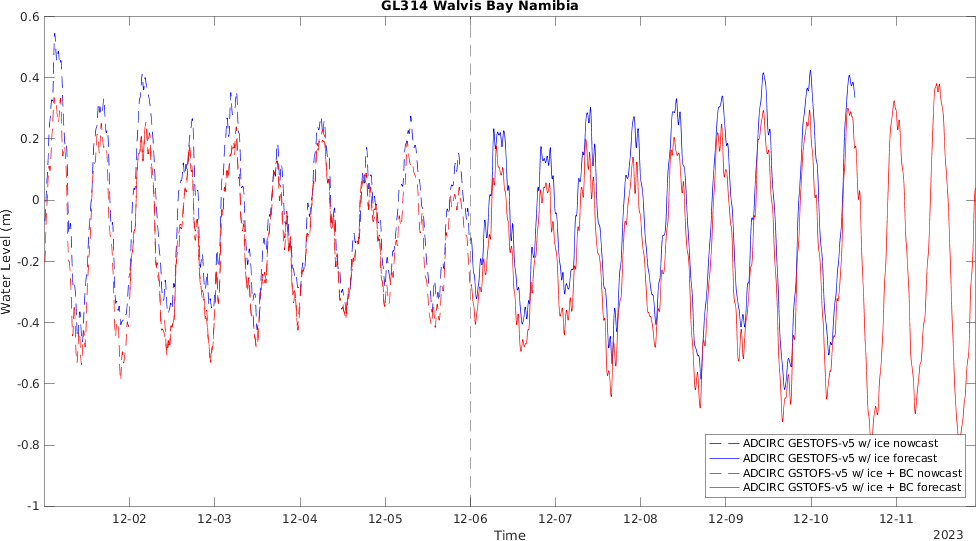 GL314 Walvis Bay Namibia
0.6
0.4
0.2
0
-0.2
-0.4
-0.6
-0.8
-1
Water Level (m)
ADCIRC GESTOFS-v5 w/ ice nowcast
ADCIRC GESTOFS-v5 w/ ice forecast
ADCIRC GSTOFS-v5 w/ ice + BC nowcast
ADCIRC GSTOFS-v5 w/ ice + BC forecast
12-02 12-03 12-04 12-05 12-06 12-07 12-08 12-09 12-10 12-11
Time
2023